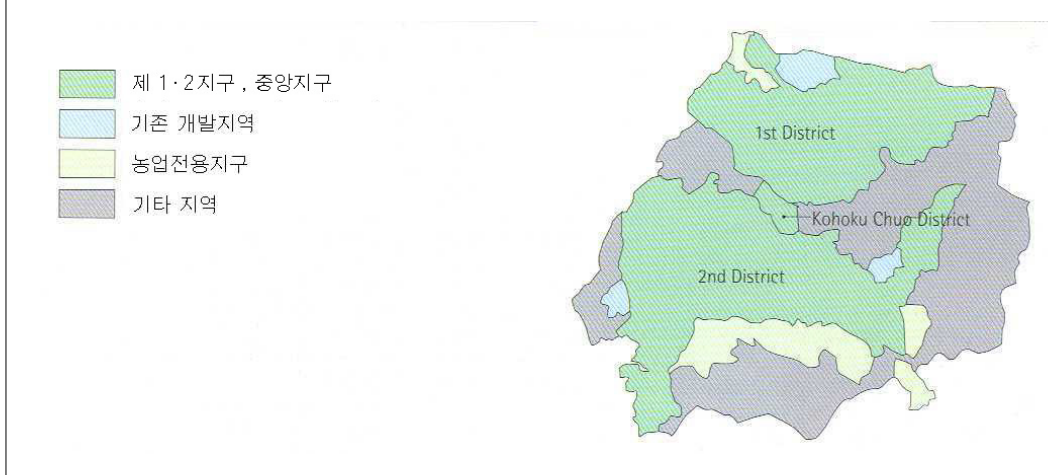 제 1·2지구 , 중앙지구
기존 개발지역
농업전용지구
기타 지역
1st District
Kohoku Chuo District
2nd District